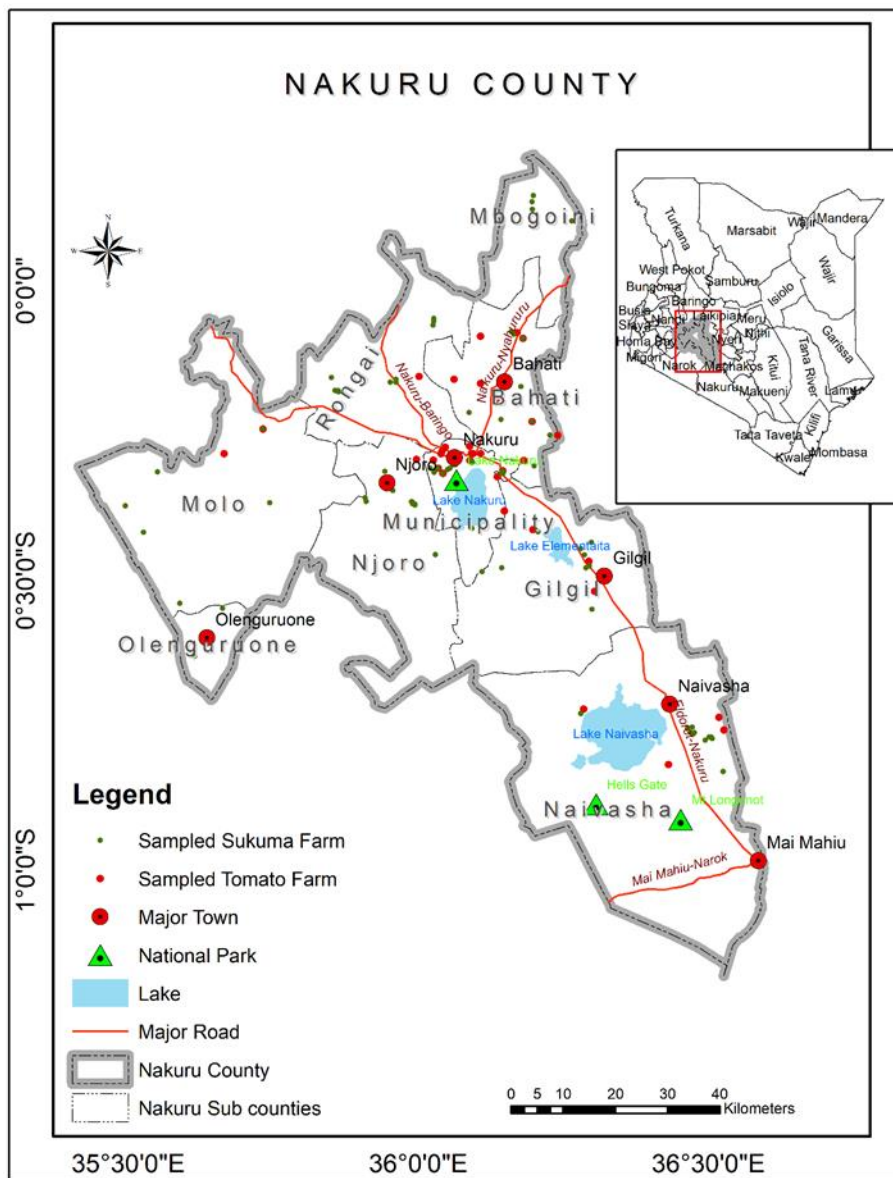 NAKURU COUNTY
N
W
E
S
0°0'0"
0°30'0"S
1°0'0"S
35°30'0"E
36°0'0"E
36°30'0"E
Mbogoini
Rongai
Nakuru-Baringo
Nakuru-Nyahururu
Bahati
Bahati
Nakuru
Lake Nakuru
Njoro
Lake Nakuru
Molo
Municipality
Njoro
Lake Elementaita
Gilgil
Gilgil
Olenguruone
Olenguruone
Naivasha
Eldoret-Nakuru
Lake Naivasha
Hells Gate
Mt Longonot
Naivasha
Mai Mahiu
Mai Mahiu-Narok
Turkana
Marsabit
Wajir
Mandera
West Pokot
Samburu
Isiolo
Wajir
Bungoma
Baringo
Busia
Nandi
Laikipia
Meru
Siaya
Nyeri
Nithi
Garissa
Homa Bay
Migori
Narok
Machakos
Kitui
Tana River
Nakuru
Makueni
Lamu
Taita Taveta
Kilifi
Kwale
Mombasa
Legend
Sampled Sukuma Farm
Sampled Tomato Farm
Major Town
National Park
Lake
Major Road
Nakuru County
Nakuru Sub counties
0 5 10 20 30 40
Kilometers